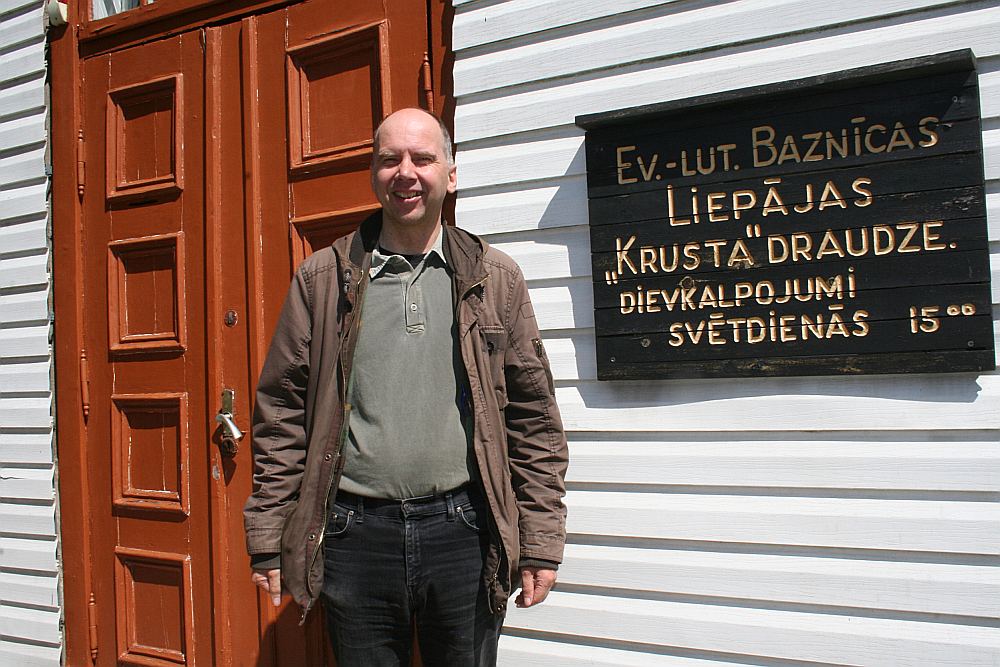 Ev.-lut. Baznīcas
Liepājas
„Krusta" draudze.
Dievkalpojumi
svētdienās 15⁰⁰